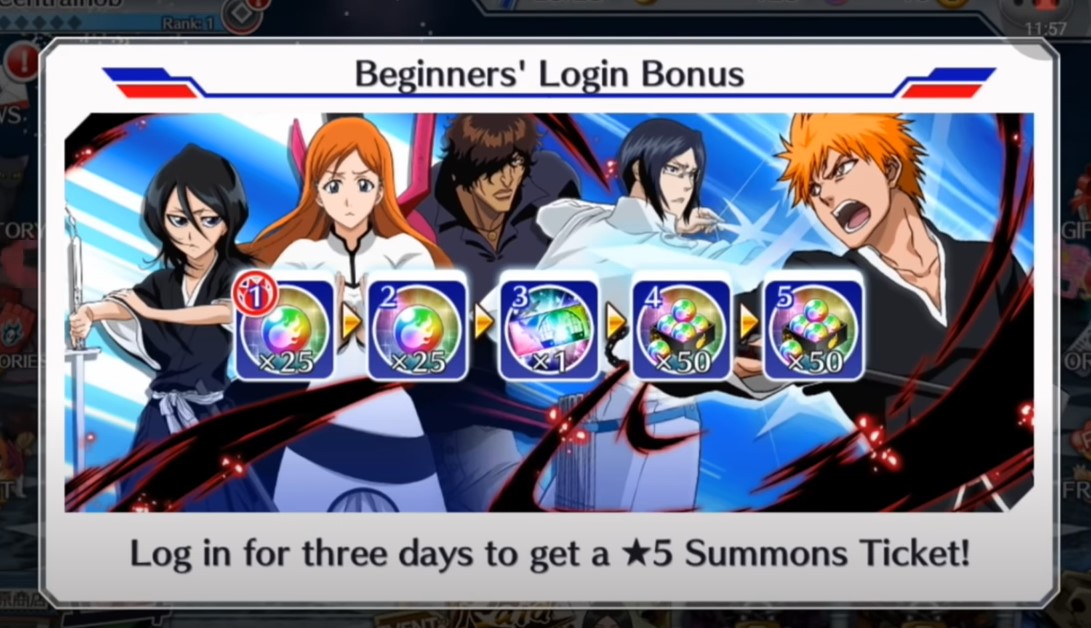 Rank: 1
11:57
Beginners' Login Bonus
1 2 3 4 5
×25 ×25 ×1 ×50 ×50
Log in for three days to get a ★5 Summons Ticket!